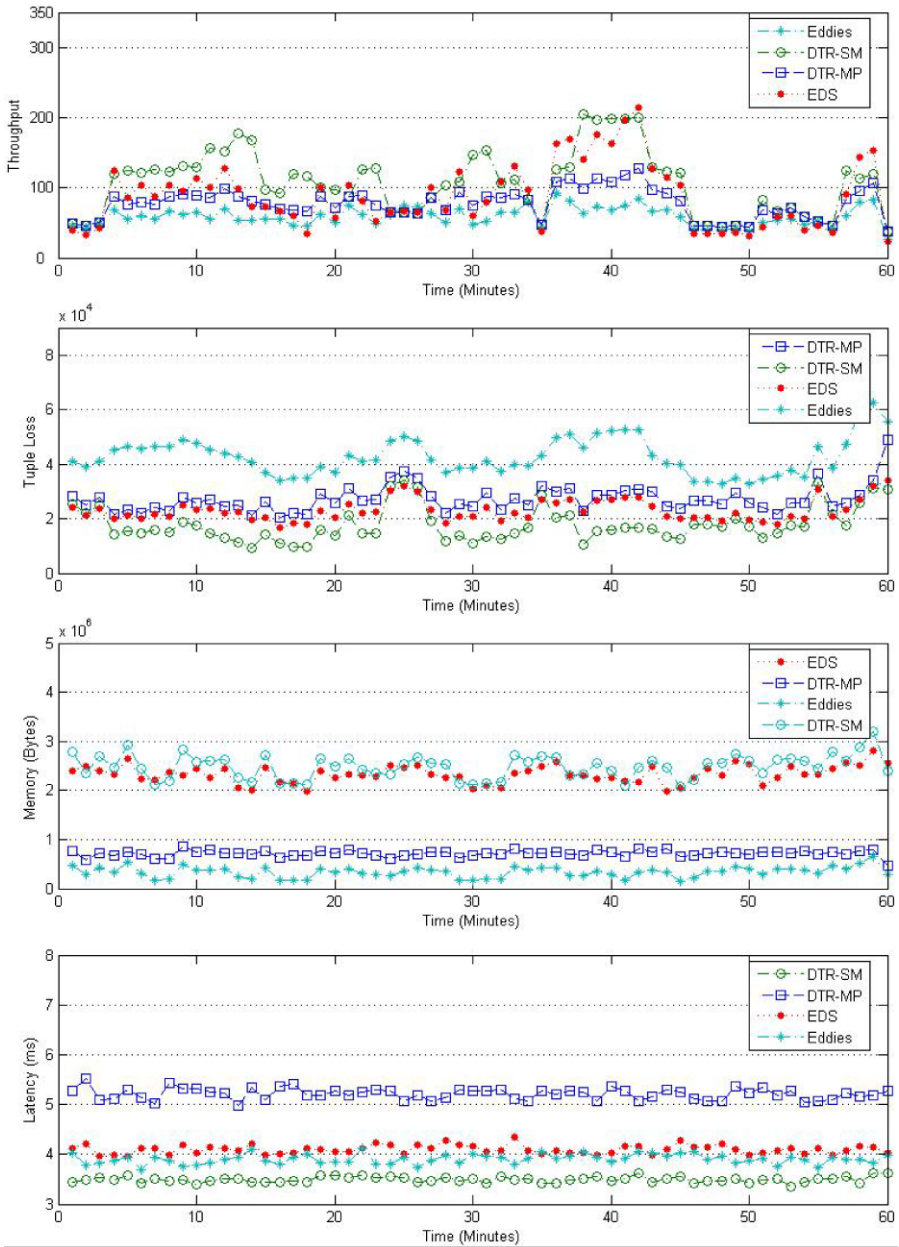 350
300
250
200
150
100
50
0
Throughput
Eddies
DTR-SM
DTR-MP
EDS
0 10 20 30 40 50 60
Time (Minutes)
x 10^4
8
6
4
2
0
Tuple Loss
DTR-MP
DTR-SM
EDS
Eddies
0 10 20 30 40 50 60
Time (Minutes)
x 10^6
5
4
3
2
1
0
Memory (Bytes)
EDS
DTR-MP
Eddies
DTR-SM
0 10 20 30 40 50 60
Time (Minutes)
8
7
6
5
4
3
Latency (ms)
DTR-SM
DTR-MP
EDS
Eddies
0 10 20 30 40 50 60
Time (Minutes)